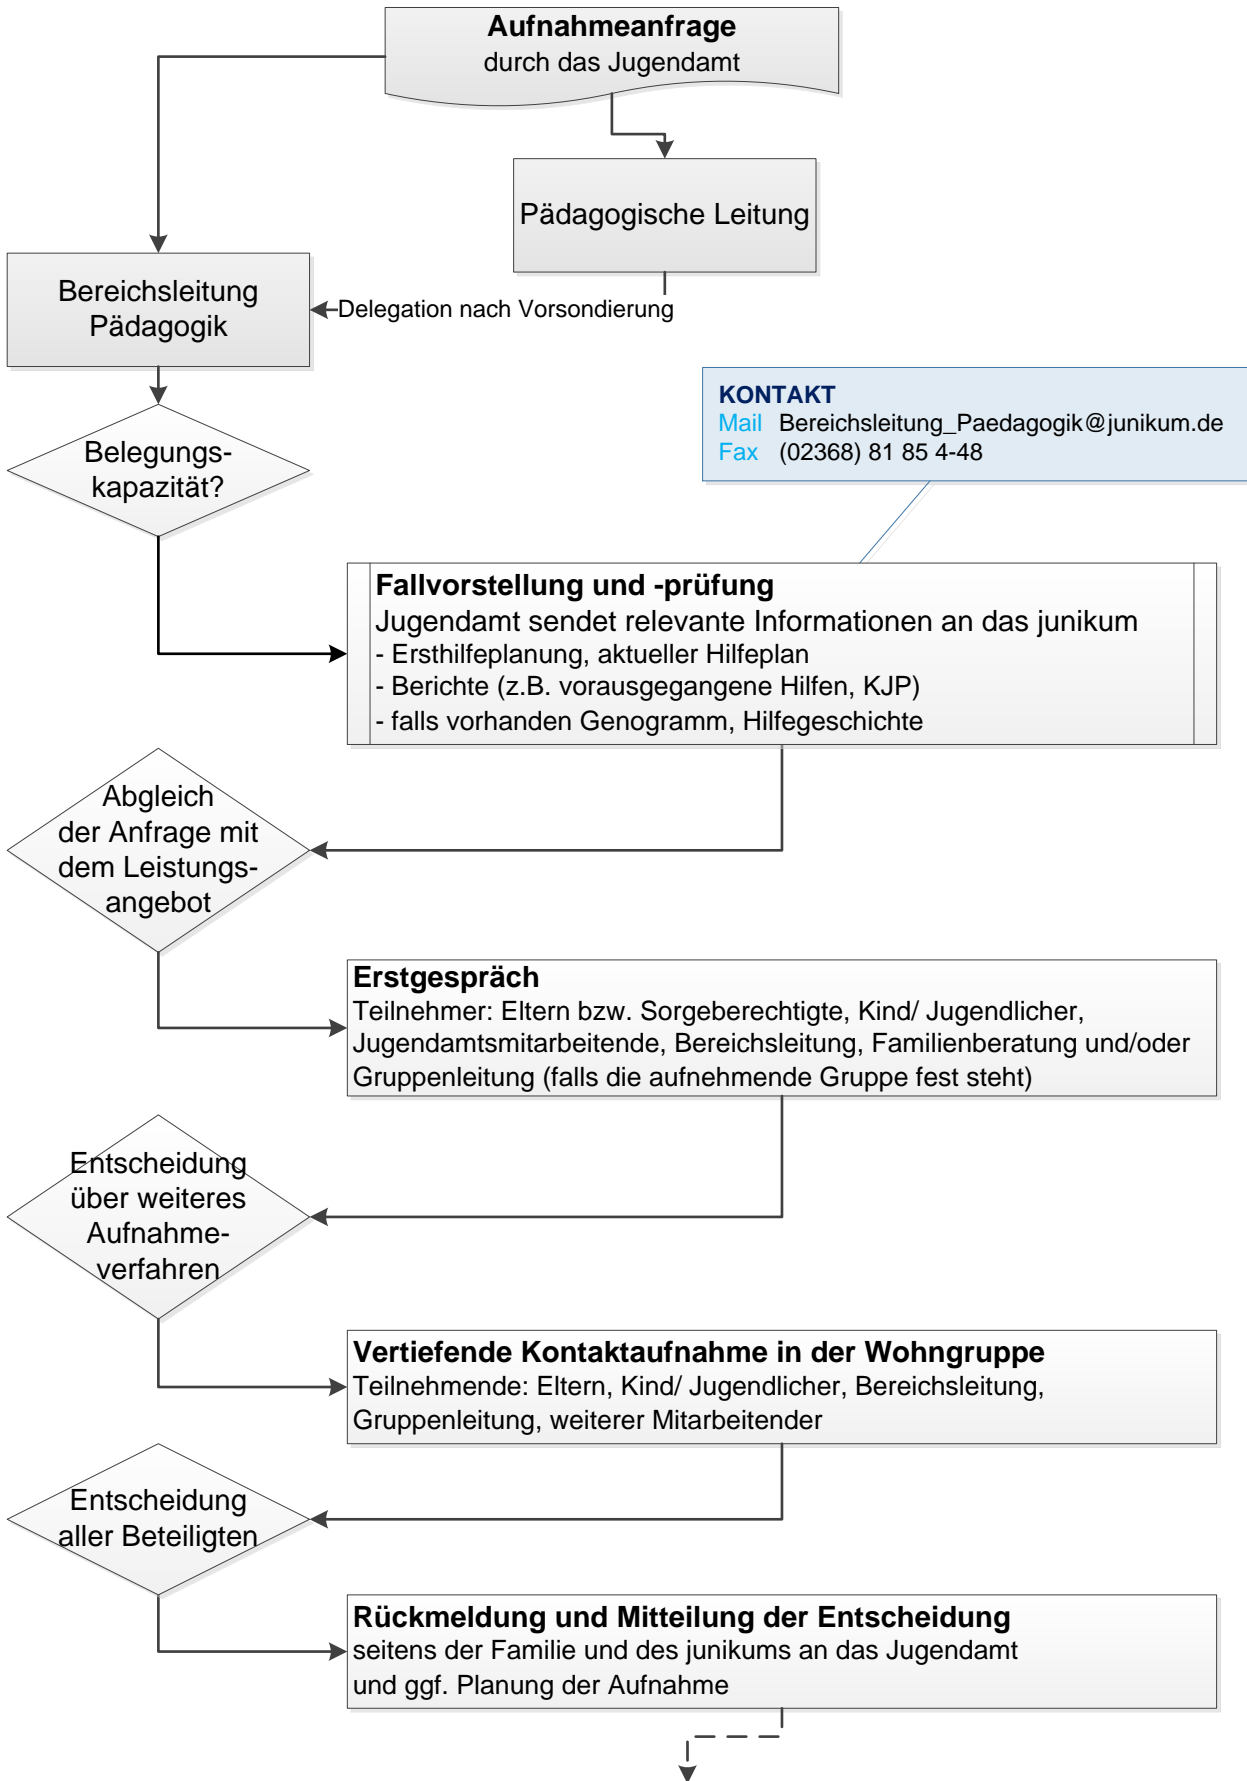 Aufnahmeanfrage
durch das Jugendamt
Pädagogische Leitung
Bereichsleitung
Pädagogik
Delegation nach Vorsondierung
KONTAKT
Mail Bereichsleitung_Paedagogik@junikum.de
Fax (02368) 81 85 4-48
Belegungs-
kapazität?
Fallvorstellung und -prüfung
Jugendamt sendet relevante Informationen an das junikum
- Ersthilfeplanung, aktueller Hilfeplan
- Berichte (z.B. vorausgegangene Hilfen, KJP)
- falls vorhanden Genogramm, Hilfegeschichte
Abgleich
der Anfrage mit
dem Leistungs-
angebot
Erstgespräch
Teilnehmer: Eltern bzw. Sorgeberechtigte, Kind/ Jugendlicher,
Jugendamtsmitarbeitende, Bereichsleitung, Familienberatung und/oder
Gruppenleitung (falls die aufnehmende Gruppe fest steht)
Entscheidung
über weiteres
Aufnahme-
verfahren
Vertiefende Kontaktaufnahme in der Wohngruppe
Teilnehmende: Eltern, Kind/ Jugendlicher, Bereichsleitung,
Gruppenleitung, weiterer Mitarbeitender
Entscheidung
aller Beteiligten
Rückmeldung und Mitteilung der Entscheidung
seitens der Familie und des junikums an das Jugendamt
und ggf. Planung der Aufnahme